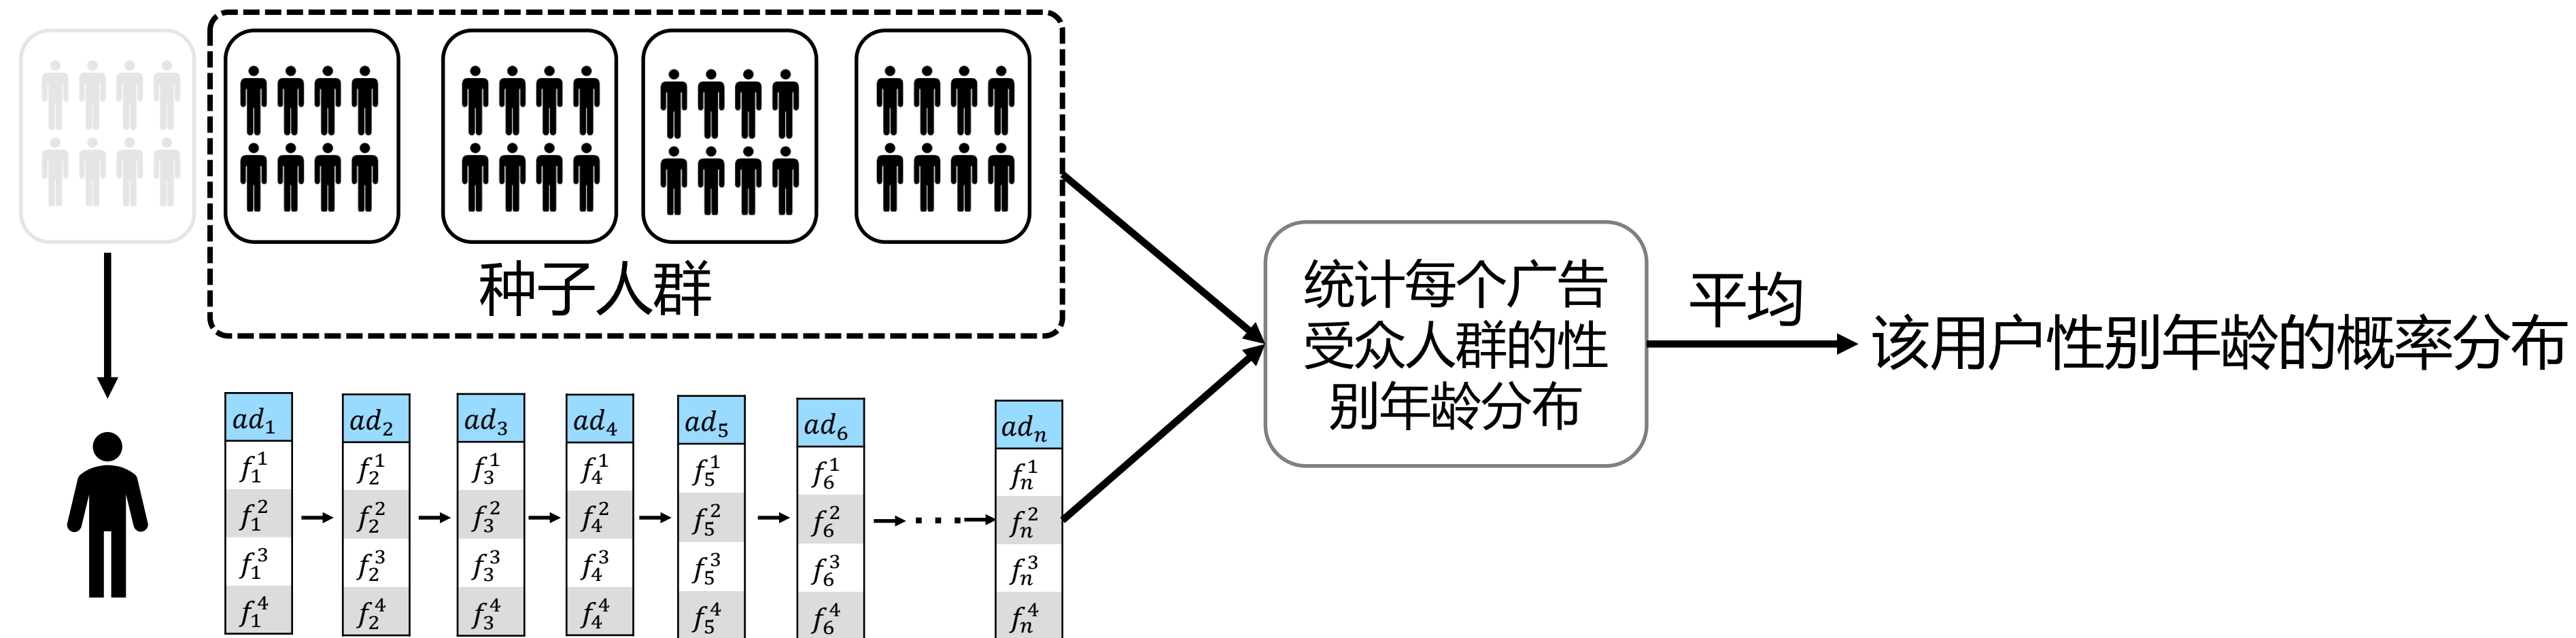 种子人群
统计每个广告
受众人群的性
别年龄分布
平均
该用户性别年龄的概率分布
ad₁ ad₂ ad₃ ad₄ ad₅ ad₆ adₙ
f₁¹ f₂¹ f₃¹ f₄¹ f₅¹ f₆¹ fₙ¹
f₁² f₂² f₃² f₄² f₅² f₆² ··· fₙ²
f₁³ f₂³ f₃³ f₄³ f₅³ f₆³ fₙ³
f₁⁴ f₂⁴ f₃⁴ f₄⁴ f₅⁴ f₆⁴ fₙ⁴